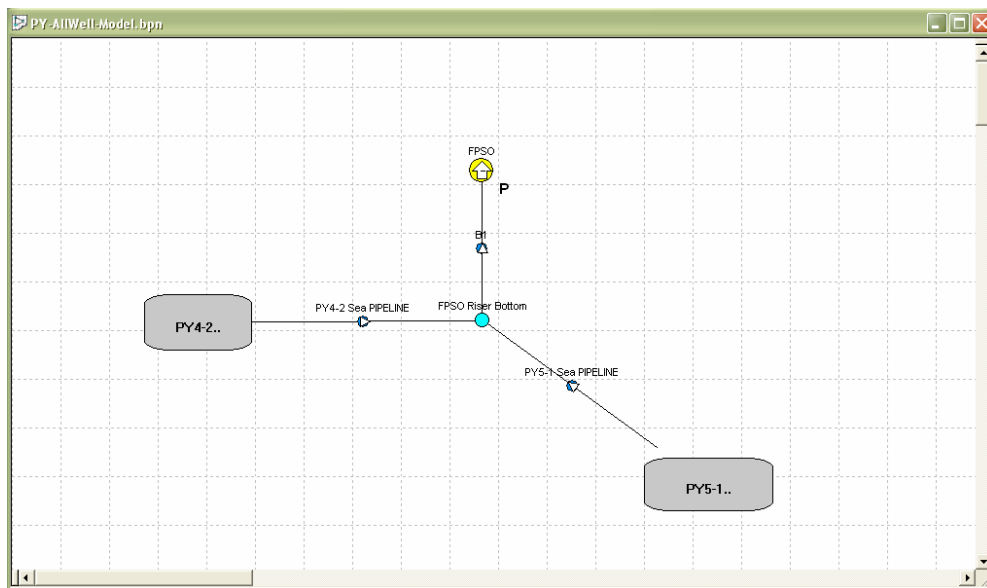 PY-AllWell-Model.bpn
FPSO
P
B1
PY4-2 Sea PIPELINE
FPSO Riser Bottom
PY4-2..
PY5-1 Sea PIPELINE
PY5-1..